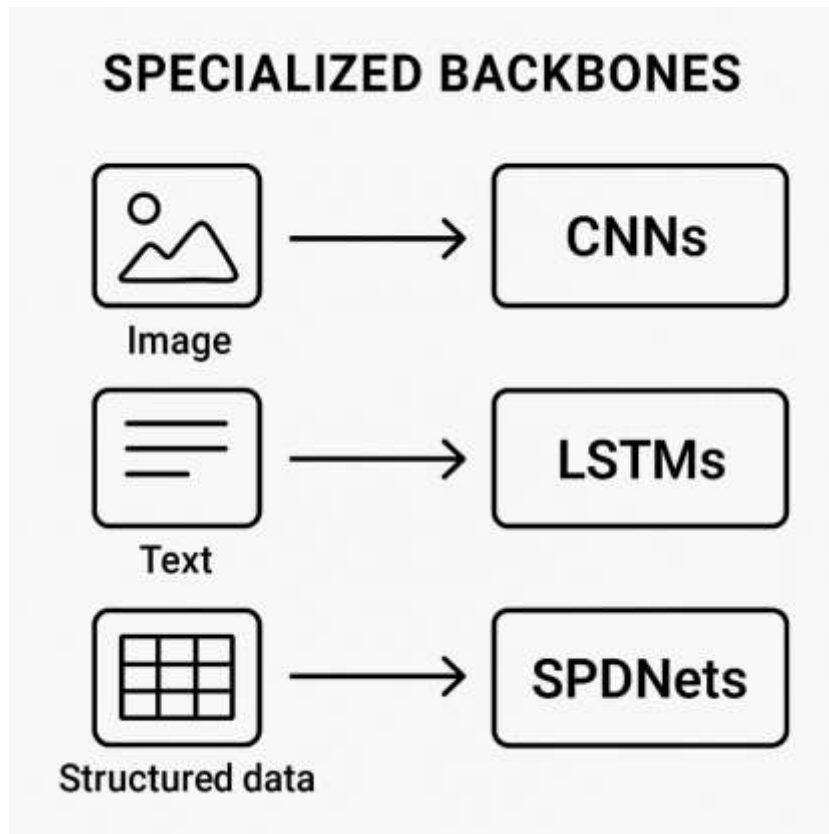 SPECIALIZED BACKBONES
CNNs
Image
LSTMs
Text
SPDNets
Structured data